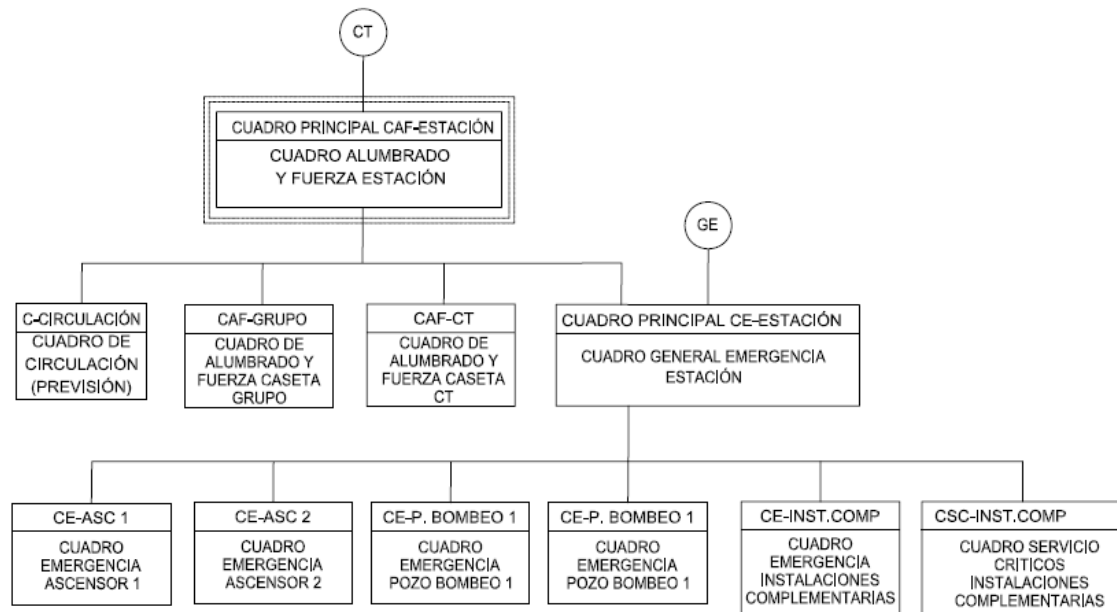 CT
CUADRO PRINCIPAL CAF-ESTACIÓN
CUADRO ALUMBRADO
Y FUERZA ESTACIÓN
GE
C-CIRCULACIÓN
CUADRO DE
CIRCULACIÓN
(PREVISIÓN)
CAF-GRUPO
CUADRO DE
ALUMBRADO Y
FUERZA CASETA
GRUPO
CAF-CT
CUADRO DE
ALUMBRADO Y
FUERZA CASETA
CT
CUADRO PRINCIPAL CE-ESTACIÓN
CUADRO GENERAL EMERGENCIA
ESTACIÓN
CE-ASC 1
CUADRO
EMERGENCIA
ASCENSOR 1
CE-ASC 2
CUADRO
EMERGENCIA
ASCENSOR 2
CE-P. BOMBEO 1
CUADRO
EMERGENCIA
POZO BOMBEO 1
CE-P. BOMBEO 1
CUADRO
EMERGENCIA
POZO BOMBEO 1
CE-INST.COMP
CUADRO
EMERGENCIA
INSTALACIONES
COMPLEMENTARIAS
CSC-INST.COMP
CUADRO SERVICIO
CRITICOS
INSTALACIONES
COMPLEMENTARIAS